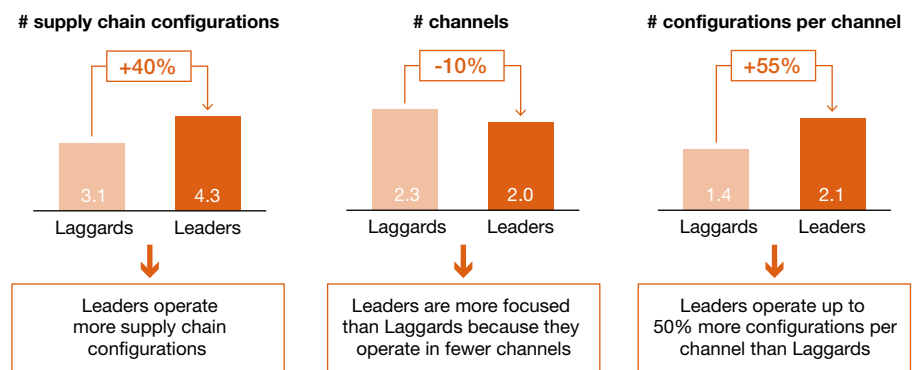 # supply chain configurations
+40%
3.1
4.3
Laggards
Leaders
Leaders operate
more supply chain
configurations
# channels
-10%
2.3
2.0
Laggards
Leaders
Leaders are more focused
than Laggards because they
operate in fewer channels
# configurations per channel
+55%
1.4
2.1
Laggards
Leaders
Leaders operate up to
50% more configurations per
channel than Laggards